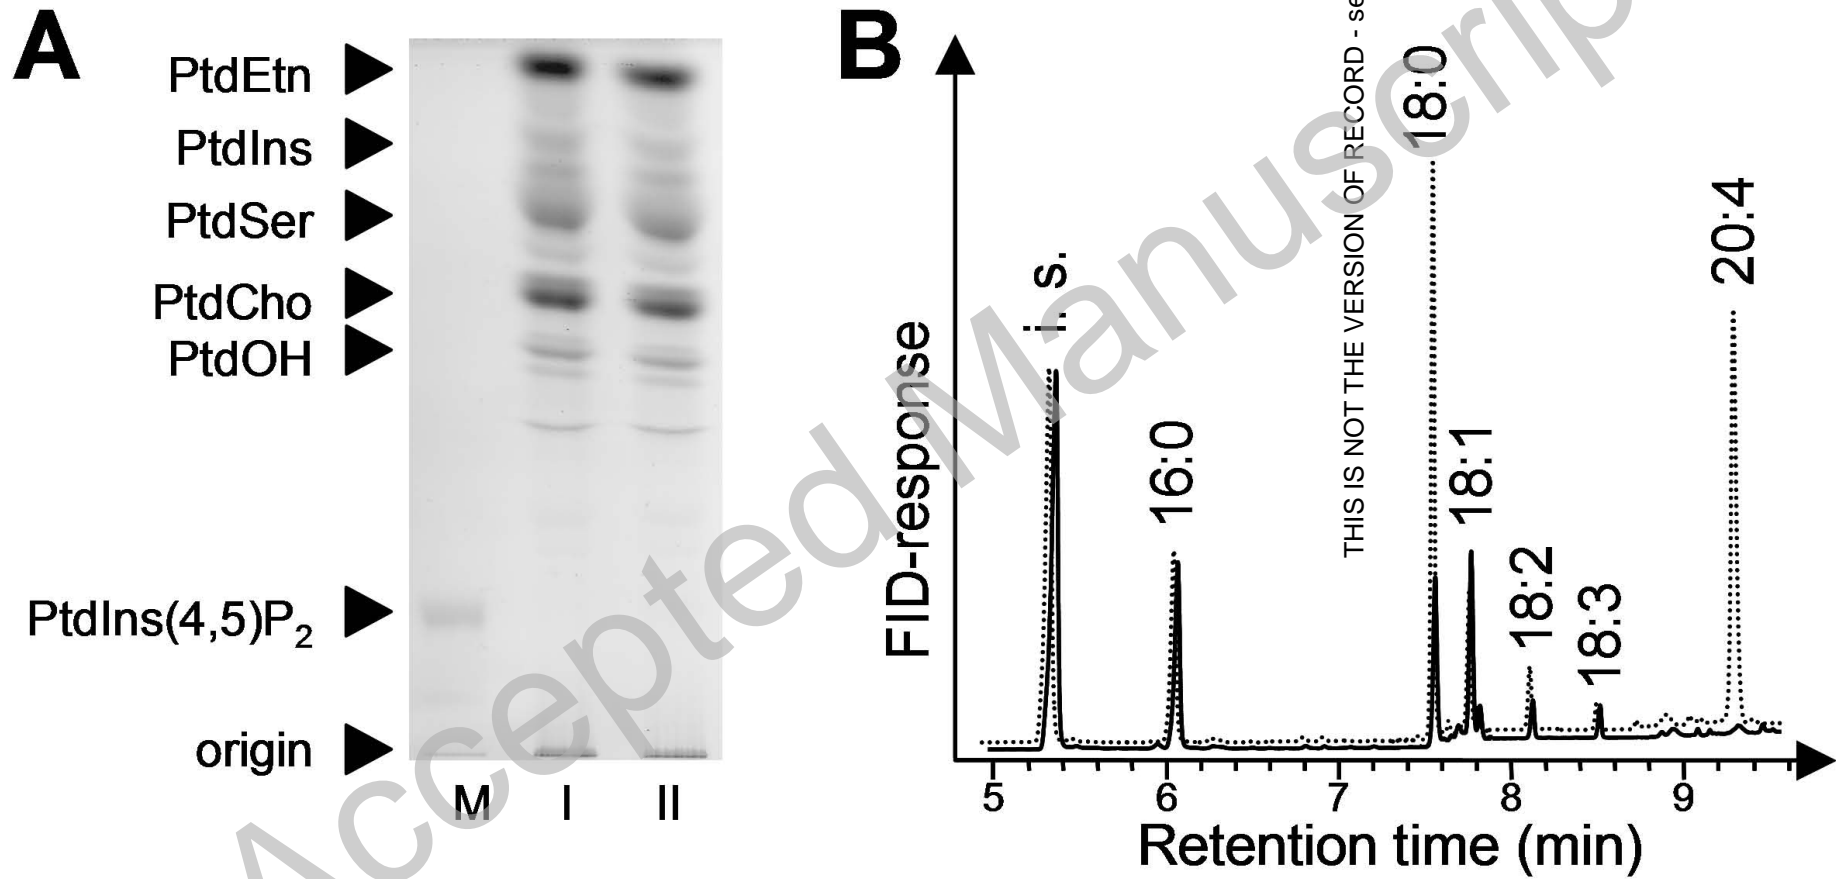 A
PtdEtn
PtdIns
PtdSer
PtdCho
PtdOH
PtdIns(4,5)P2
origin
M I II
B
FID-response
i. s.
16:0
18:0
18:1
18:2
18:3
20:4
5 6 7 8 9
Retention time (min)
THIS IS NOT THE VERSION OF RECORD -
Accepted